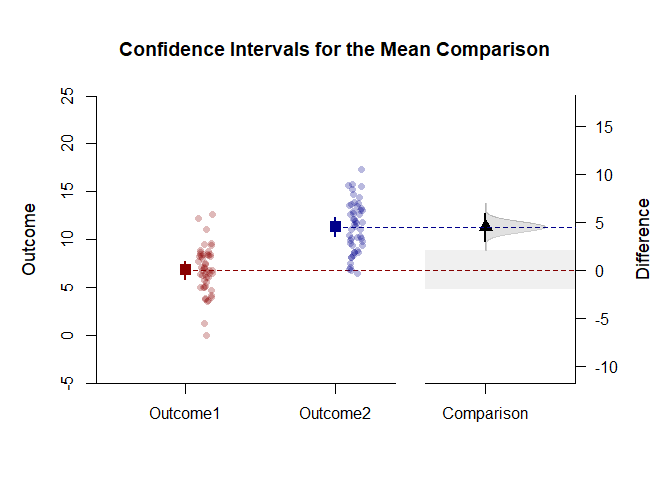 Confidence Intervals for the Mean Comparison
Outcome
25
20
15
10
5
0
-5
Outcome1
Outcome2
Comparison
15
10
5
0
-5
-10
Difference